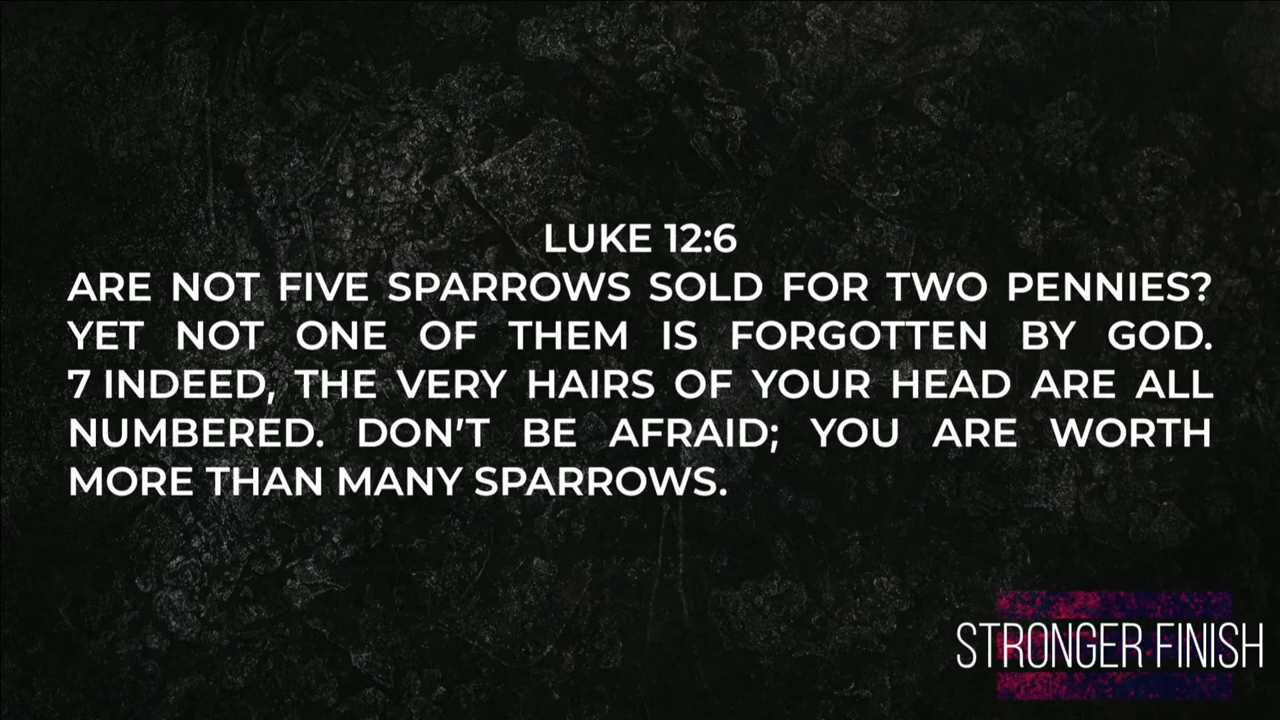 LUKE 12:6
ARE NOT FIVE SPARROWS SOLD FOR TWO PENNIES?
YET NOT ONE OF THEM IS FORGOTTEN BY GOD.
7 INDEED, THE VERY HAIRS OF YOUR HEAD ARE ALL
NUMBERED. DON’T BE AFRAID; YOU ARE WORTH
MORE THAN MANY SPARROWS.
STRONGER FINISH